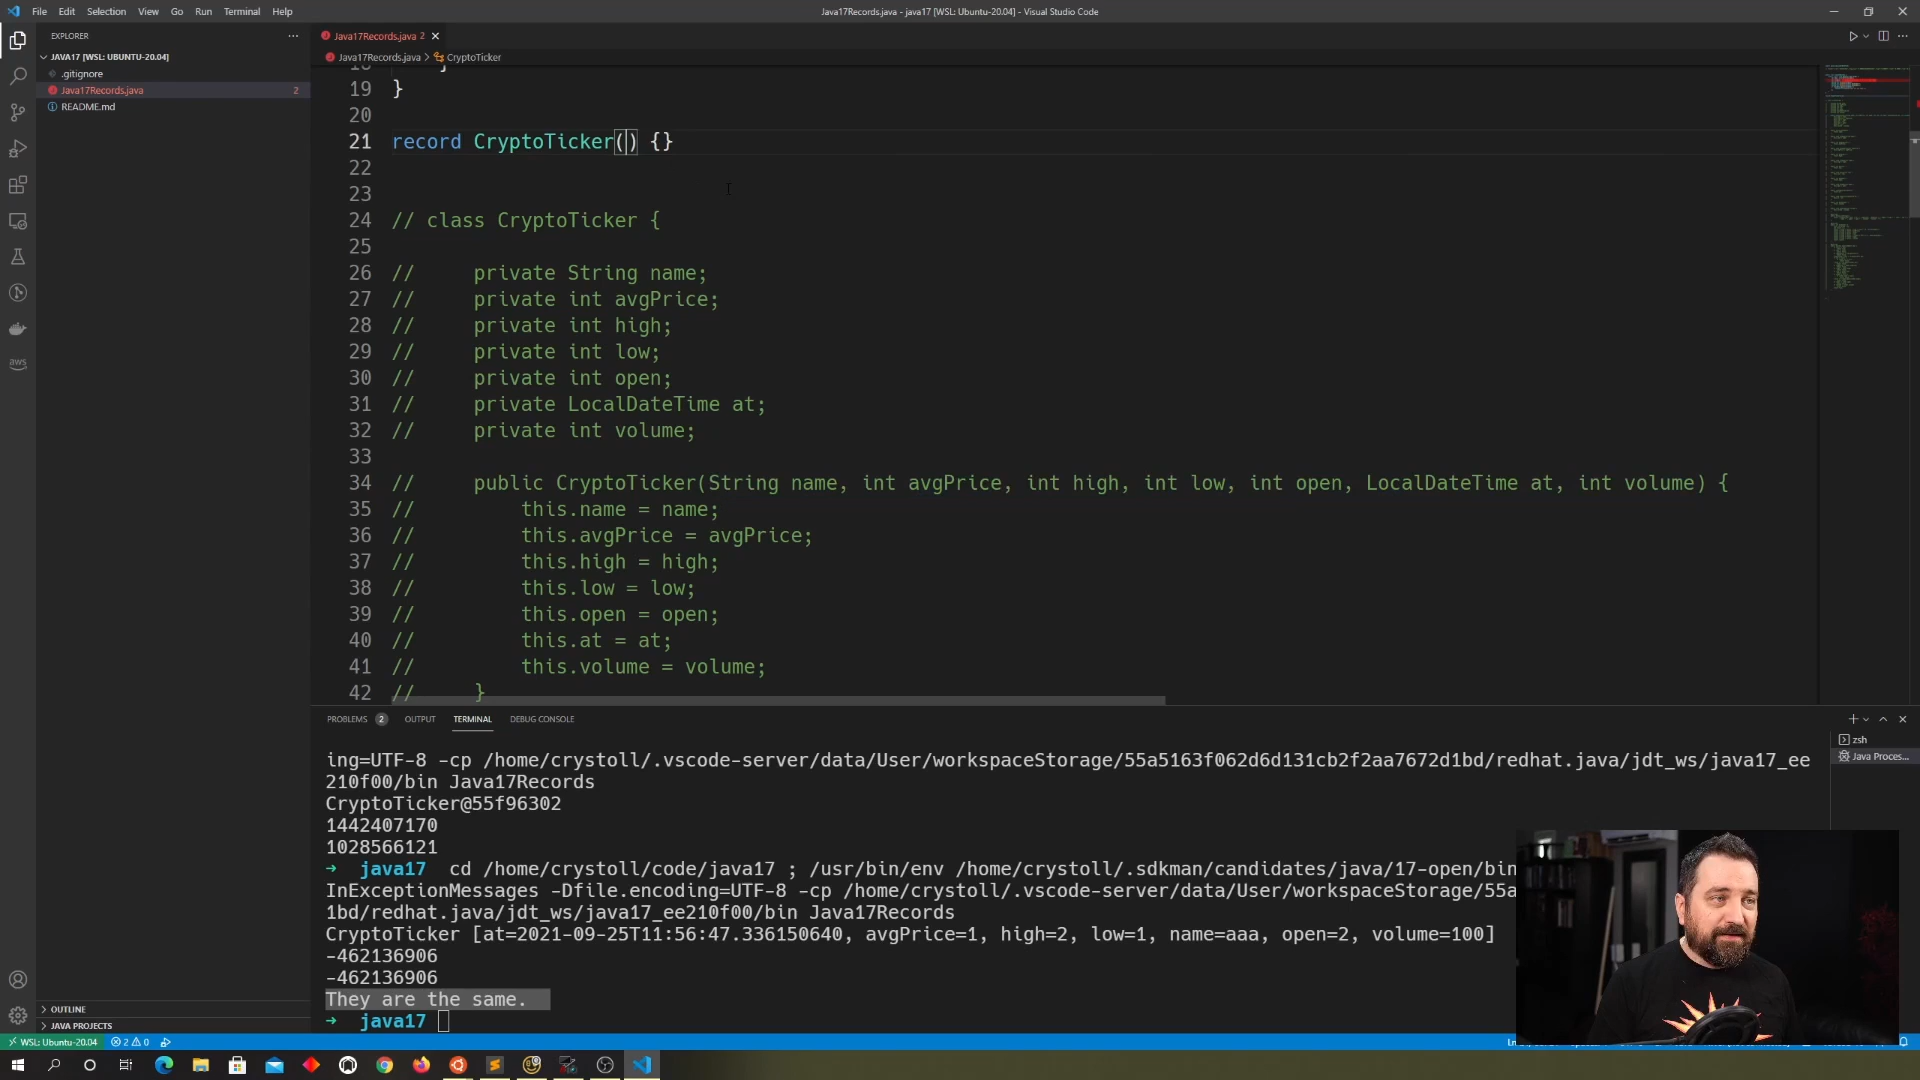 File Edit Selection View Go Run Terminal Help
Java17Records.java - java17 [WSL: Ubuntu-20.04] - Visual Studio Code
EXPLORER
JAVA17 [WSL: UBUNTU-20.04]
.gitignore
Java17Records.java 2
README.md
OUTLINE
JAVA PROJECTS
aws
Java17Records.java 2
Java17Records.java > CryptoTicker
19 }
20
21 record CryptoTicker() {}
22
23
24 // class CryptoTicker {
25
26 //     private String name;
27 //     private int avgPrice;
28 //     private int high;
29 //     private int low;
30 //     private int open;
31 //     private LocalDateTime at;
32 //     private int volume;
33
34 //     public CryptoTicker(String name, int avgPrice, int high, int low, int open, LocalDateTime at, int volume) {
35 //         this.name = name;
36 //         this.avgPrice = avgPrice;
37 //         this.high = high;
38 //         this.low = low;
39 //         this.open = open;
40 //         this.at = at;
41 //         this.volume = volume;
42 //     }
PROBLEMS 2 OUTPUT TERMINAL DEBUG CONSOLE
zsh
Java Proces...
ing=UTF-8 -cp /home/crystoll/.vscode-server/data/User/workspaceStorage/55a5163f062d6d131cb2f2aa7672d1bd/redhat.java/jdt_ws/java17_ee
210f00/bin Java17Records
CryptoTicker@55f96302
1442407170
1028566121
→ java17 cd /home/crystoll/code/java17 ; /usr/bin/env /home/crystoll/.sdkman/candidates/java/17-open/bin
InExceptionMessages -Dfile.encoding=UTF-8 -cp /home/crystoll/.vscode-server/data/User/workspaceStorage/55a
1bd/redhat.java/jdt_ws/java17_ee210f00/bin Java17Records
CryptoTicker [at=2021-09-25T11:56:47.336150640, avgPrice=1, high=2, low=1, name=aaa, open=2, volume=100]
-462136906
-462136906
They are the same.
→ java17
WSL: Ubuntu-20.04 2 0